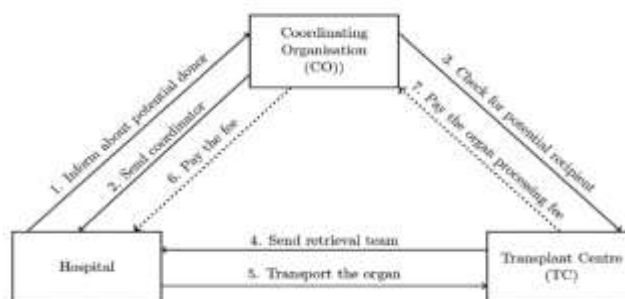 Coordinating
Organisation
(CO))
1. Inform about potential donor
2. Send coordinator
6. Pay the fee
7. Pay the organ processing fee
3. Check for potential recipient
4. Send retrieval team
5. Transport the organ
Hospital
Transplant Centre
(TC)